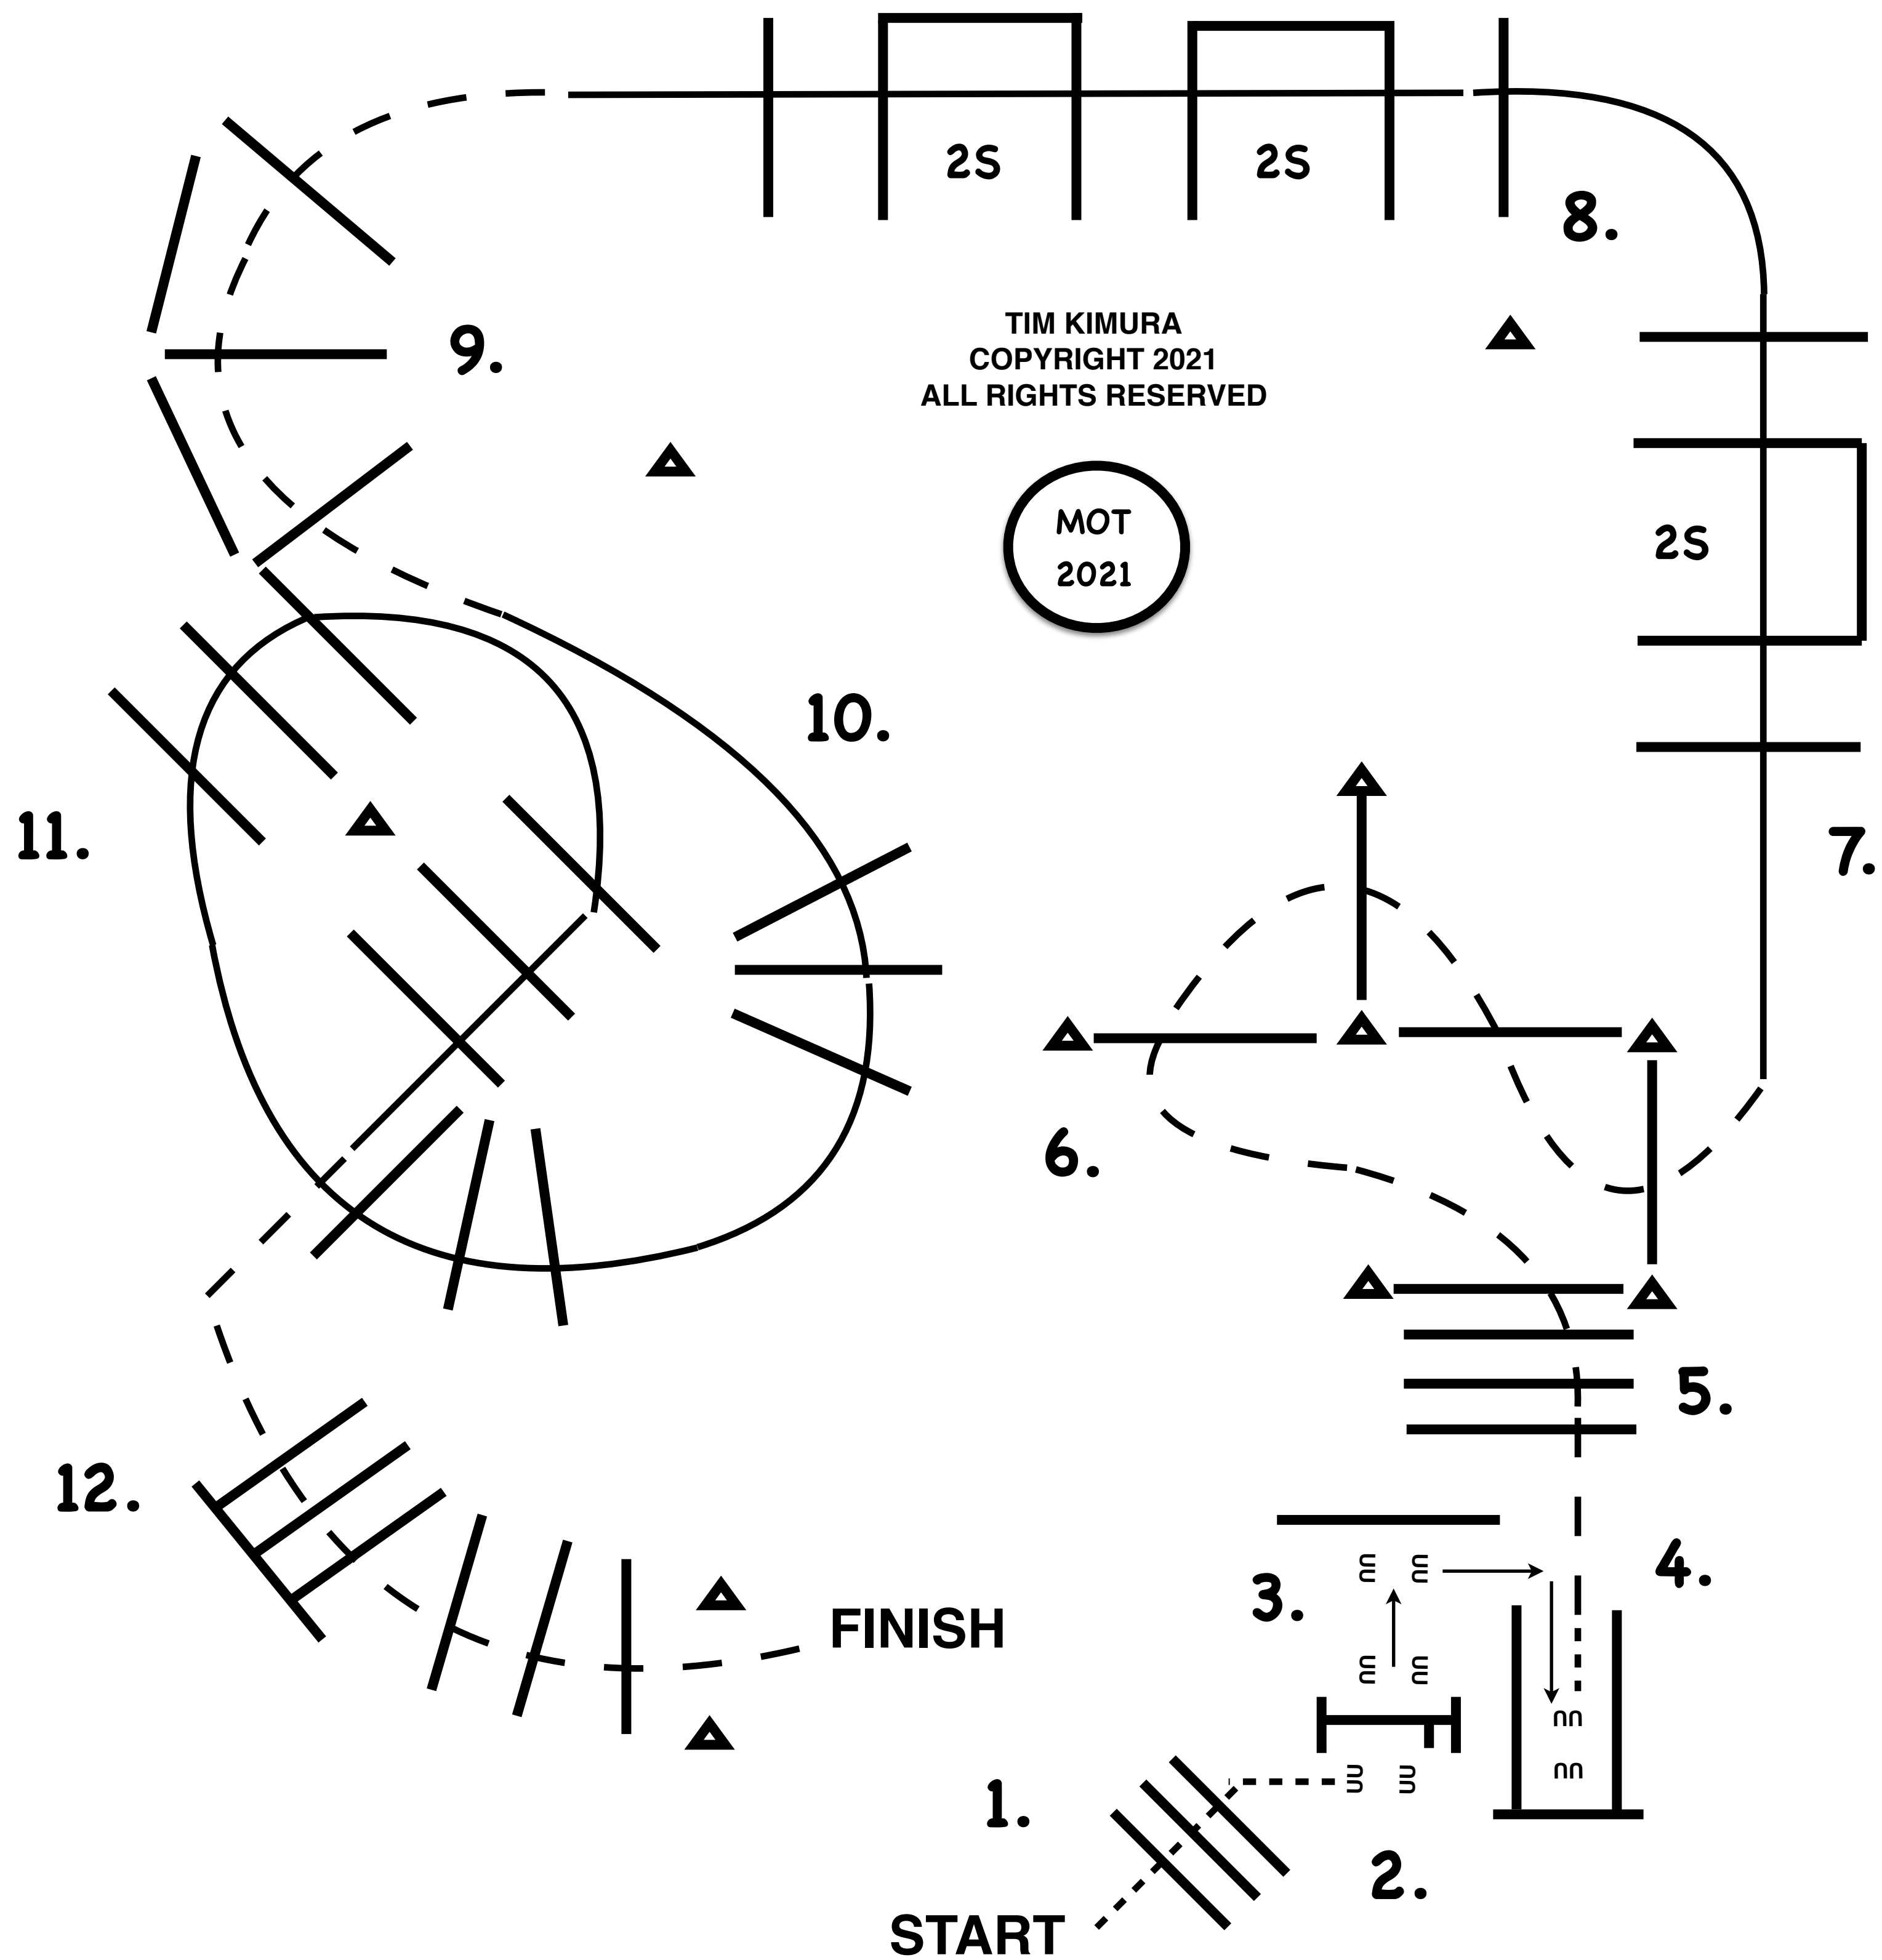 2S
2S
8.
TIM KIMURA
COPYRIGHT 2021
ALL RIGHTS RESERVED
9.
MOT
2021
2S
10.
11.
7.
6.
5.
12.
4.
3.
FINISH
1.
2.
START